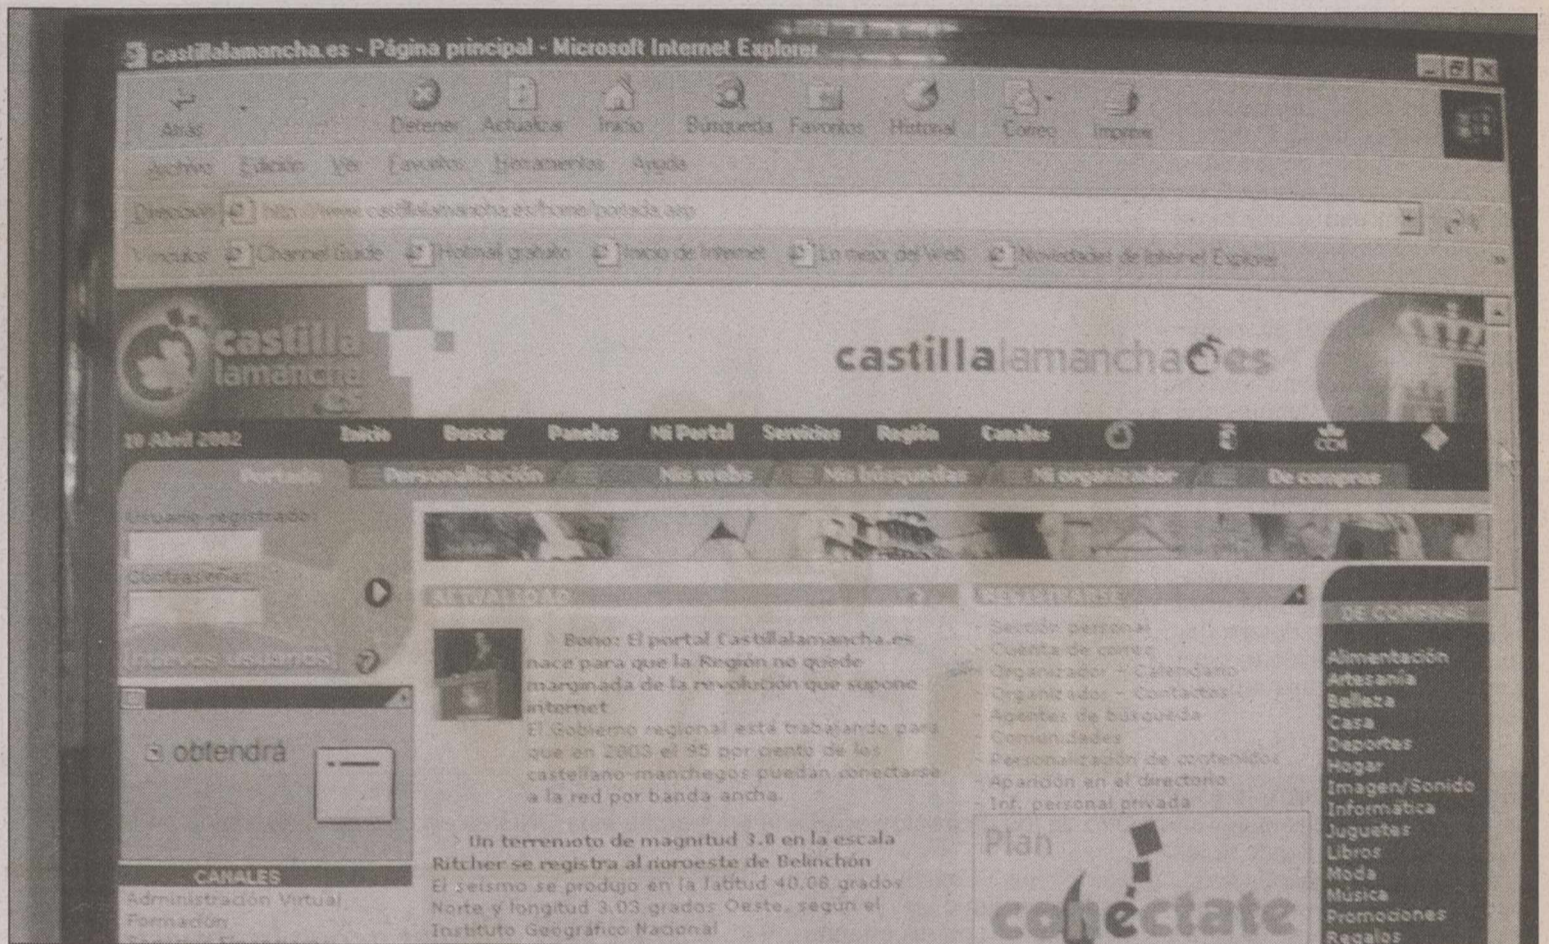 castillalamancha.es - Página principal - Microsoft Internet Explorer
Atrás Detener Actualizar Inicio Búsqueda Favoritos Historial Correo Imprimir
Archivo Edición Ver Favoritos Herramientas Ayuda
Dirección http://www.castillalamancha.es/home/portada.asp
Vínculos Channel Guide Hotmail gratuito Inicio de Internet Lo mejor del Web Novedades de Internet Explorer
castilla
lamancha
.es
castillalamancha.es
10 Abril 2002 Inicio Buscar Paneles Mi Portal Servicios Región Canales CCM
Portada Personalización Mis webs Mis búsquedas Mi organizador De compras
Usuario registrado:
Contraseña:
nuevos usuarios
obtendrá
CANALES
Administración Virtual
Formación
ACTUALIDAD
Bono: El portal Castillalamancha.es
nace para que la Región no quede
marginada de la revolución que supone
internet
El Gobierno regional está trabajando para
que en 2003 el 95 por ciento de los
castellano-manchegos puedan conectarse
a la red por banda ancha.
Un terremoto de magnitud 3.0 en la escala
Ritcher se registra al noroeste de Belinchón
El seísmo se produjo en la latitud 40.08 grados
Norte y longitud 3.03 grados Oeste, según el
Instituto Geográfico Nacional
REGISTRARSE
- Sección personal
- Cuenta de correo
- Organizador - Calendario
- Organizador - Contactos
- Agentes de búsqueda
- Comunidades
- Personalización de contenidos
- Aparición en el directorio
- Inf. personal privada
Plan
conéctate
DE COMPRAS
Alimentación
Artesanía
Belleza
Casa
Deportes
Hogar
Imagen/Sonido
Informática
Juguetes
Libros
Moda
Música
Promociones
Regalos